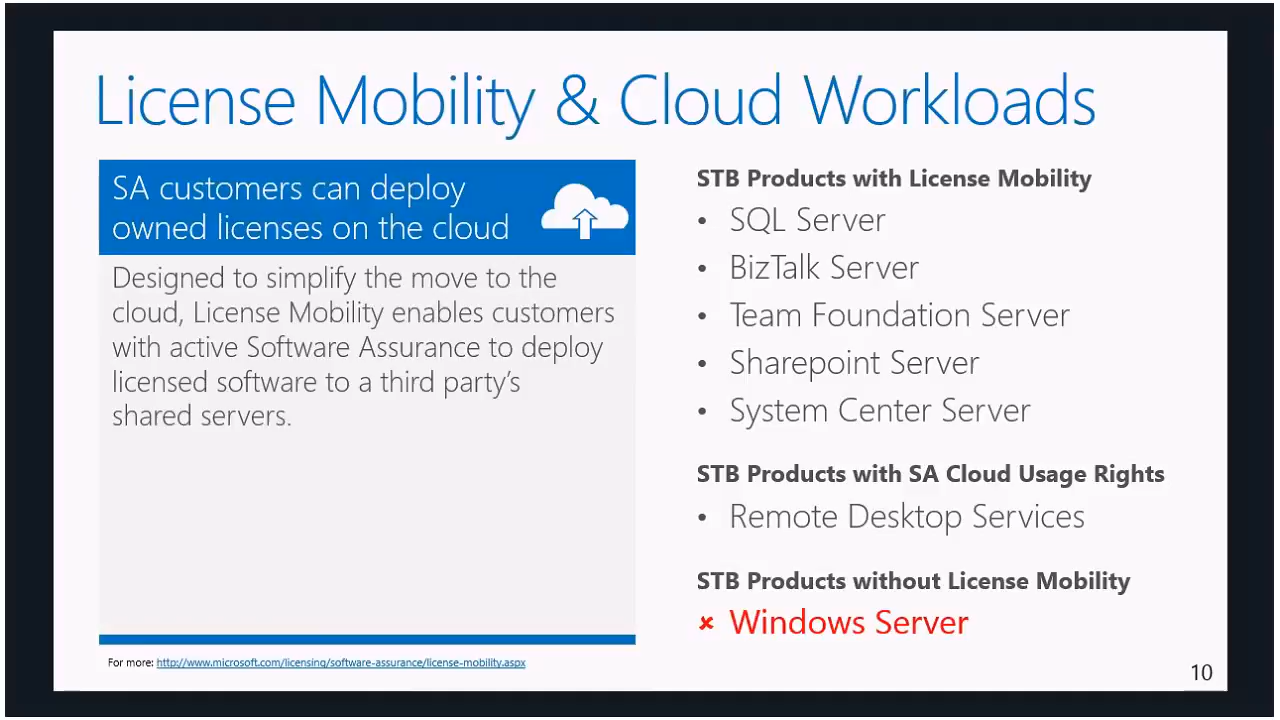 License Mobility & Cloud Workloads
SA customers can deploy
owned licenses on the cloud
Designed to simplify the move to the
cloud, License Mobility enables customers
with active Software Assurance to deploy
licensed software to a third party’s
shared servers.
For more: http://www.microsoft.com/licensing/software-assurance/license-mobility.aspx
STB Products with License Mobility
• SQL Server
• BizTalk Server
• Team Foundation Server
• Sharepoint Server
• System Center Server
STB Products with SA Cloud Usage Rights
• Remote Desktop Services
STB Products without License Mobility
✘ Windows Server
10